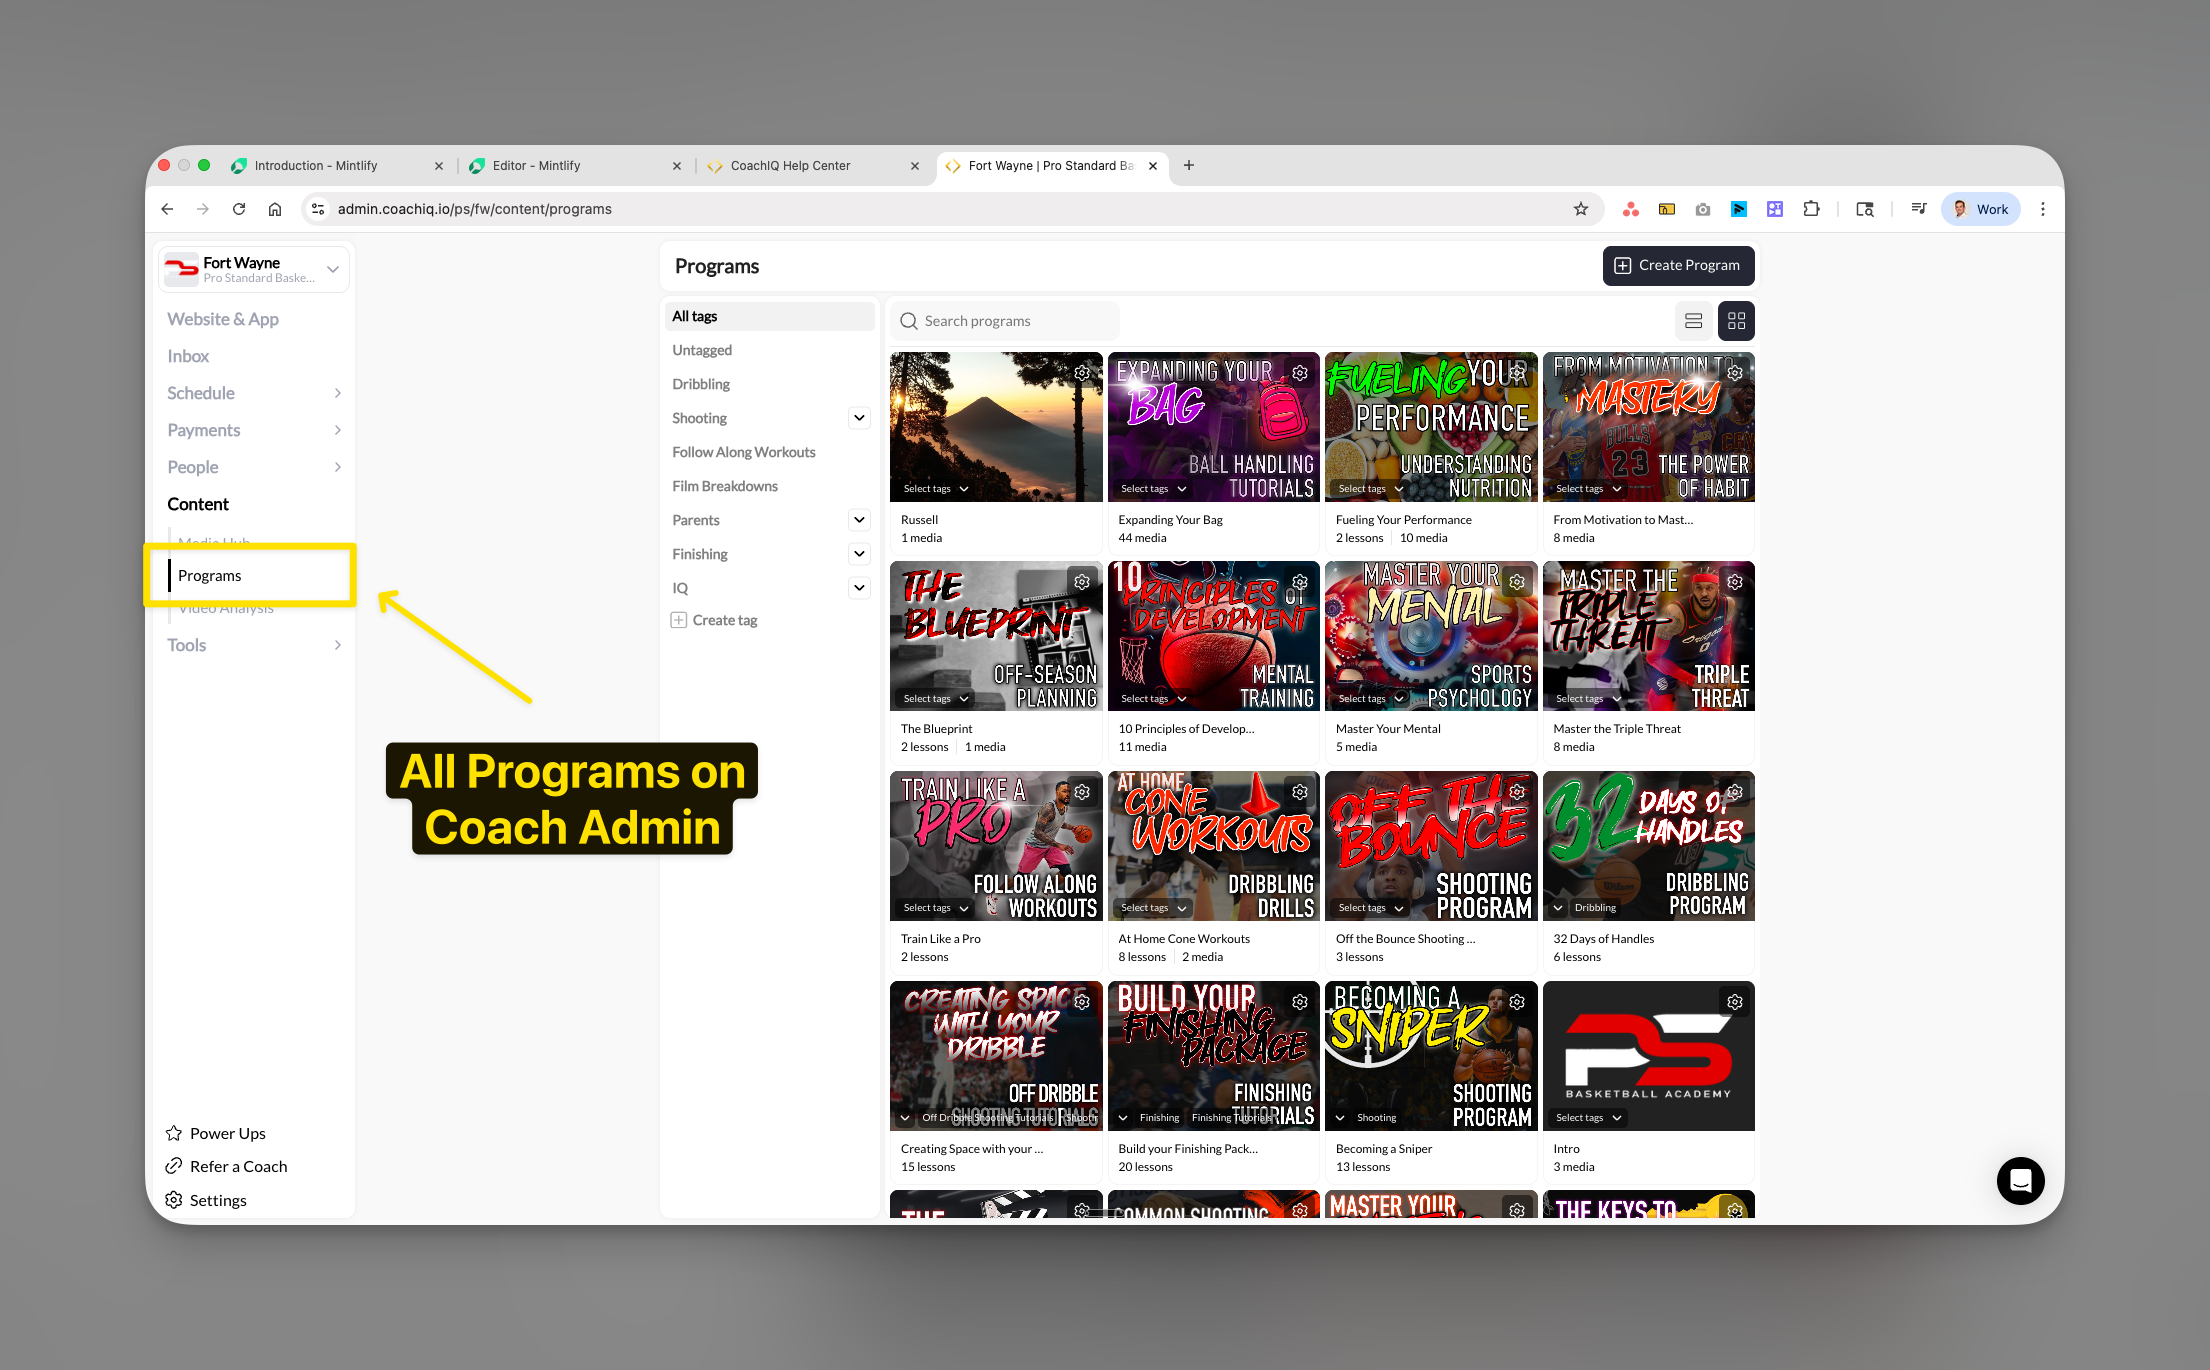 Introduction - Mintlify
Editor - Mintlify
CoachIQ Help Center
Fort Wayne | Pro Standard Ba
admin.coachiq.io/ps/fw/content/programs
Work
Fort Wayne
Pro Standard Baske...
Website & App
Inbox
Schedule
Payments
People
Content
Media Hub
Programs
Video Analysis
Tools
Power Ups
Refer a Coach
Settings
All Programs on
Coach Admin
Programs
Create Program
All tags
Untagged
Dribbling
Shooting
Follow Along Workouts
Film Breakdowns
Parents
Finishing
IQ
Create tag
Search programs
Select tags
Russell
1 media
EXPANDING YOUR
BAG
BALL HANDLING
TUTORIALS
Select tags
Expanding Your Bag
44 media
FUELING YOUR
PERFORMANCE
UNDERSTANDING
NUTRITION
Select tags
Fueling Your Performance
2 lessons
10 media
FROM MOTIVATION TO
MASTERY
BULLS
23
THE POWER
OF HABIT
Select tags
From Motivation to Mast...
8 media
THE
BLUEPRINT
OFF-SEASON
PLANNING
Select tags
The Blueprint
2 lessons
1 media
10
PRINCIPLES OF
DEVELOPMENT
MENTAL
TRAINING
Select tags
10 Principles of Develop...
11 media
MASTER YOUR
MENTAL
SPORTS
PSYCHOLOGY
Select tags
Master Your Mental
5 media
MASTER THE
TRIPLE
THREAT
TRIPLE
THREAT
Select tags
Master the Triple Threat
8 media
TRAIN LIKE A
PRO
FOLLOW ALONG
WORKOUTS
Select tags
Train Like a Pro
2 lessons
AT HOME
CONE
WORKOUTS
DRIBBLING
DRILLS
Select tags
At Home Cone Workouts
8 lessons
2 media
OFF THE
BOUNCE
SHOOTING
PROGRAM
Select tags
Off the Bounce Shooting ...
3 lessons
32
DAYS OF
HANDLES
DRIBBLING
PROGRAM
Dribbling
32 Days of Handles
6 lessons
CREATING SPACE
WITH YOUR
DRIBBLE
OFF DRIBBLE
SHOOTING TUTORIALS
Off Dribble Shooting Tutorials
Creating Space with your ...
15 lessons
BUILD YOUR
FINISHING
PACKAGE
FINISHING
TUTORIALS
Finishing
Finishing Tutorials
Build your Finishing Pack...
20 lessons
BECOMING A
SNIPER
SHOOTING
PROGRAM
Shooting
Becoming a Sniper
13 lessons
PS
BASKETBALL ACADEMY
Select tags
Intro
3 media
THE
COMMON SHOOTING
MASTER YOUR
THE KEYS TO